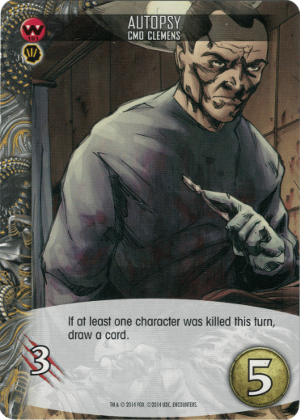 AUTOPSY
CMO CLEMENS
W
If at least one character was killed this turn,
draw a card.
3
5
TM & © 2014 FOX. © 2014 UDC. ENCOUNTERS.